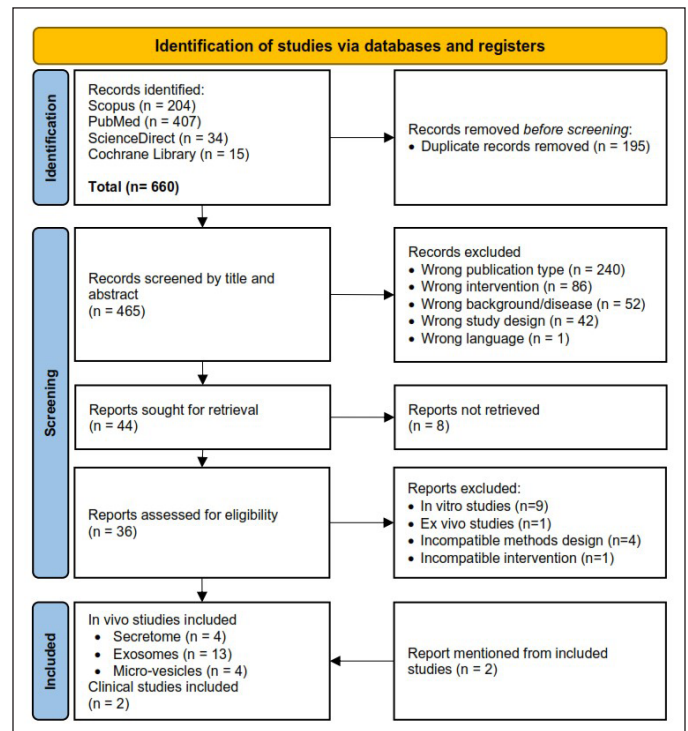 Identification of studies via databases and registers
Identification
Records identified:
Scopus (n = 204)
PubMed (n = 407)
ScienceDirect (n = 34)
Cochrane Library (n = 15)
Total (n= 660)
Records removed before screening:
• Duplicate records removed (n = 195)
Screening
Records screened by title and
abstract
(n = 465)
Records excluded
• Wrong publication type (n = 240)
• Wrong intervention (n = 86)
• Wrong background/disease (n = 52)
• Wrong study design (n = 42)
• Wrong language (n = 1)
Reports sought for retrieval
(n = 44)
Reports not retrieved
(n = 8)
Reports assessed for eligibility
(n = 36)
Reports excluded:
• In vitro studies (n=9)
• Ex vivo studies (n=1)
• Incompatible methods design (n=4)
• Incompatible intervention (n=1)
Included
In vivo studies included
• Secretome (n = 4)
• Exosomes (n = 13)
• Micro-vesicles (n = 4)
Clinical studies included
(n = 2)
Report mentioned from included
studies (n = 2)